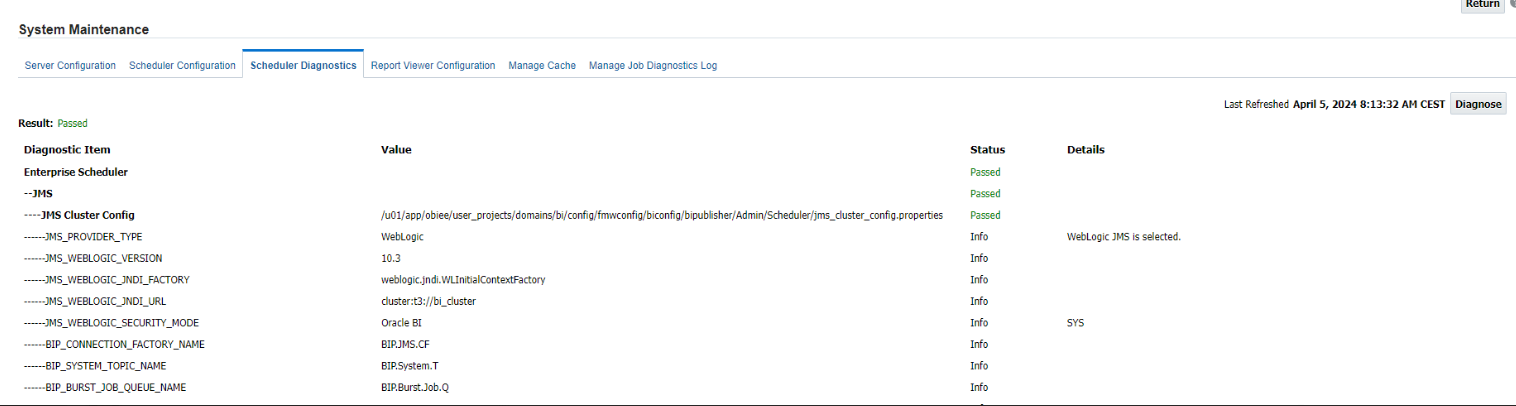 Return
System Maintenance
Server Configuration Scheduler Configuration Scheduler Diagnostics Report Viewer Configuration Manage Cache Manage Job Diagnostics Log
Last Refreshed April 5, 2024 8:13:32 AM CEST Diagnose
Result: Passed
Diagnostic Item Value Status Details
Enterprise Scheduler Passed
--JMS Passed
----JMS Cluster Config /u01/app/obiee/user_projects/domains/bi/config/fmwconfig/biconfig/bipublisher/Admin/Scheduler/jms_cluster_config.properties Passed
------JMS_PROVIDER_TYPE WebLogic Info WebLogic JMS is selected.
------JMS_WEBLOGIC_VERSION 10.3 Info
------JMS_WEBLOGIC_JNDI_FACTORY weblogic.jndi.WLInitialContextFactory Info
------JMS_WEBLOGIC_JNDI_URL cluster:t3://bi_cluster Info
------JMS_WEBLOGIC_SECURITY_MODE Oracle BI Info SYS
------BIP_CONNECTION_FACTORY_NAME BIP.JMS.CF Info
------BIP_SYSTEM_TOPIC_NAME BIP.System.T Info
------BIP_BURST_JOB_QUEUE_NAME BIP.Burst.Job.Q Info